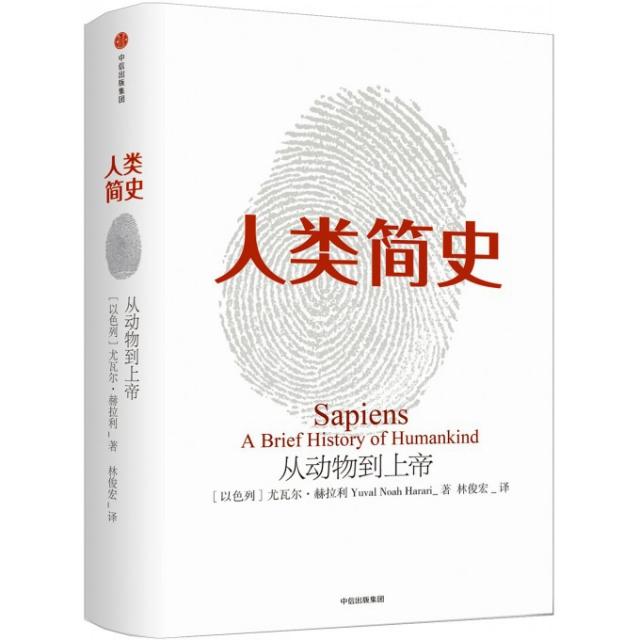 中信出版集团
人类
简史
从动物到上帝
[以色列]尤瓦尔·赫拉利_著 林俊宏_译
人类简史
Sapiens
A Brief History of Humankind
从动物到上帝
[以色列]尤瓦尔·赫拉利 Yuval Noah Harari_著 林俊宏_译
中信出版集团